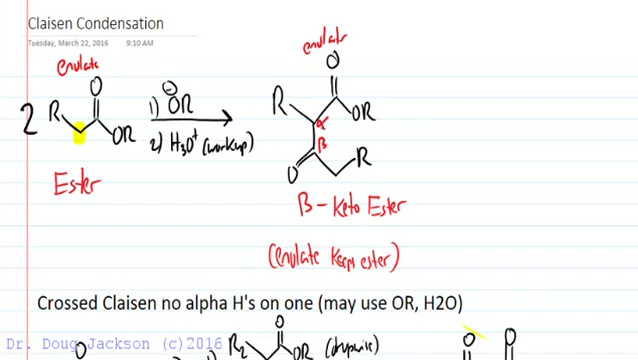 Claisen Condensation
Tuesday, March 22, 2016 9:10 AM
enolate
enolate
O
O
R
OR
2
1) ⊖OR
2) H3O+ (workup)
R
OR
α
β
O
R
Ester
β-Keto Ester
(enolate keeps ester)
Crossed Claisen no alpha H's on one (may use OR, H2O)
Dr. Doug Jackson (c)2016
O
R2
O
OR
(dropwise)
O
O